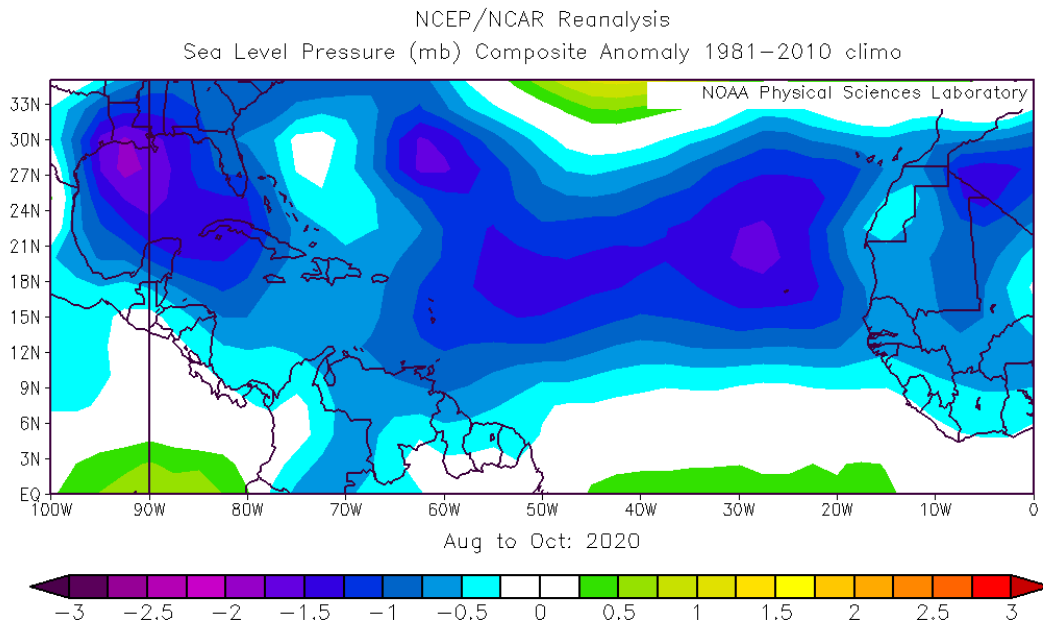 NCEP/NCAR Reanalysis
Sea Level Pressure (mb) Composite Anomaly 1981-2010 climo
NOAA Physical Sciences Laboratory
33N
30N
27N
24N
21N
18N
15N
12N
9N
6N
3N
EQ
100W 90W 80W 70W 60W 50W 40W 30W 20W 10W 0
Aug to Oct: 2020
-3 -2.5 -2 -1.5 -1 -0.5 0 0.5 1 1.5 2 2.5 3